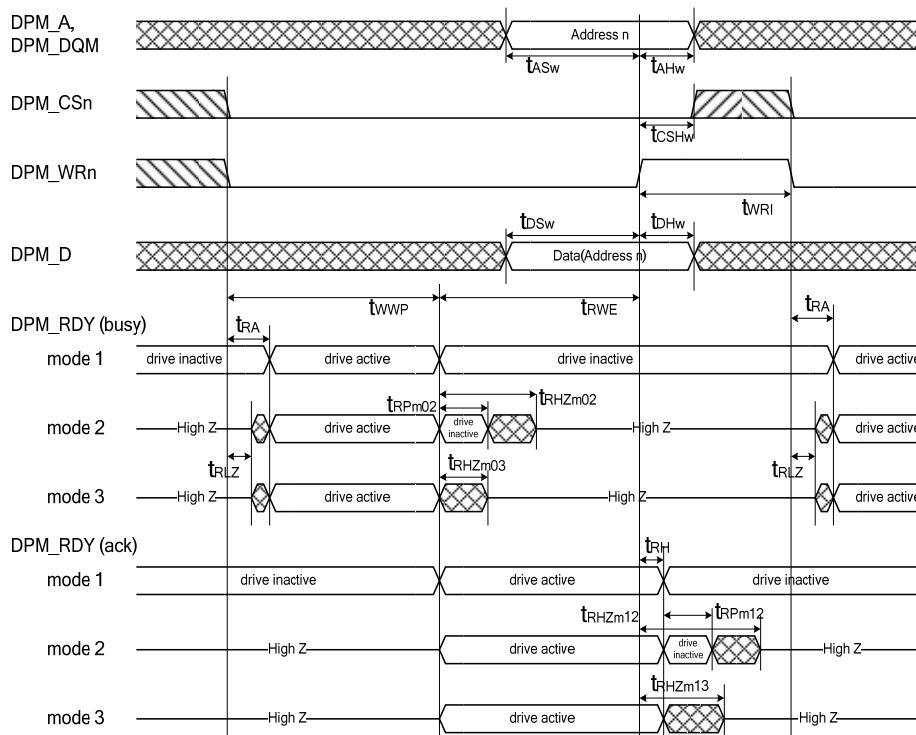 DPM_A,
DPM_DQM
Address n
tASw
tAHw
DPM_CSn
tCSHw
DPM_WRn
tWRI
tDSw
tDHw
DPM_D
Data(Address n)
tWWP
tRWE
DPM_RDY (busy)
tRA
tRA
mode 1
drive inactive
drive active
drive inactive
drive active
tRPm02
tRHZm02
mode 2
High Z
drive active
drive inactive
High Z
drive active
tRLZ
tRHZm03
tRLZ
mode 3
High Z
drive active
High Z
drive active
DPM_RDY (ack)
tRH
mode 1
drive inactive
drive active
drive inactive
tRHZm12
tRPm12
mode 2
High Z
drive active
drive inactive
High Z
tRHZm13
mode 3
High Z
drive active
High Z